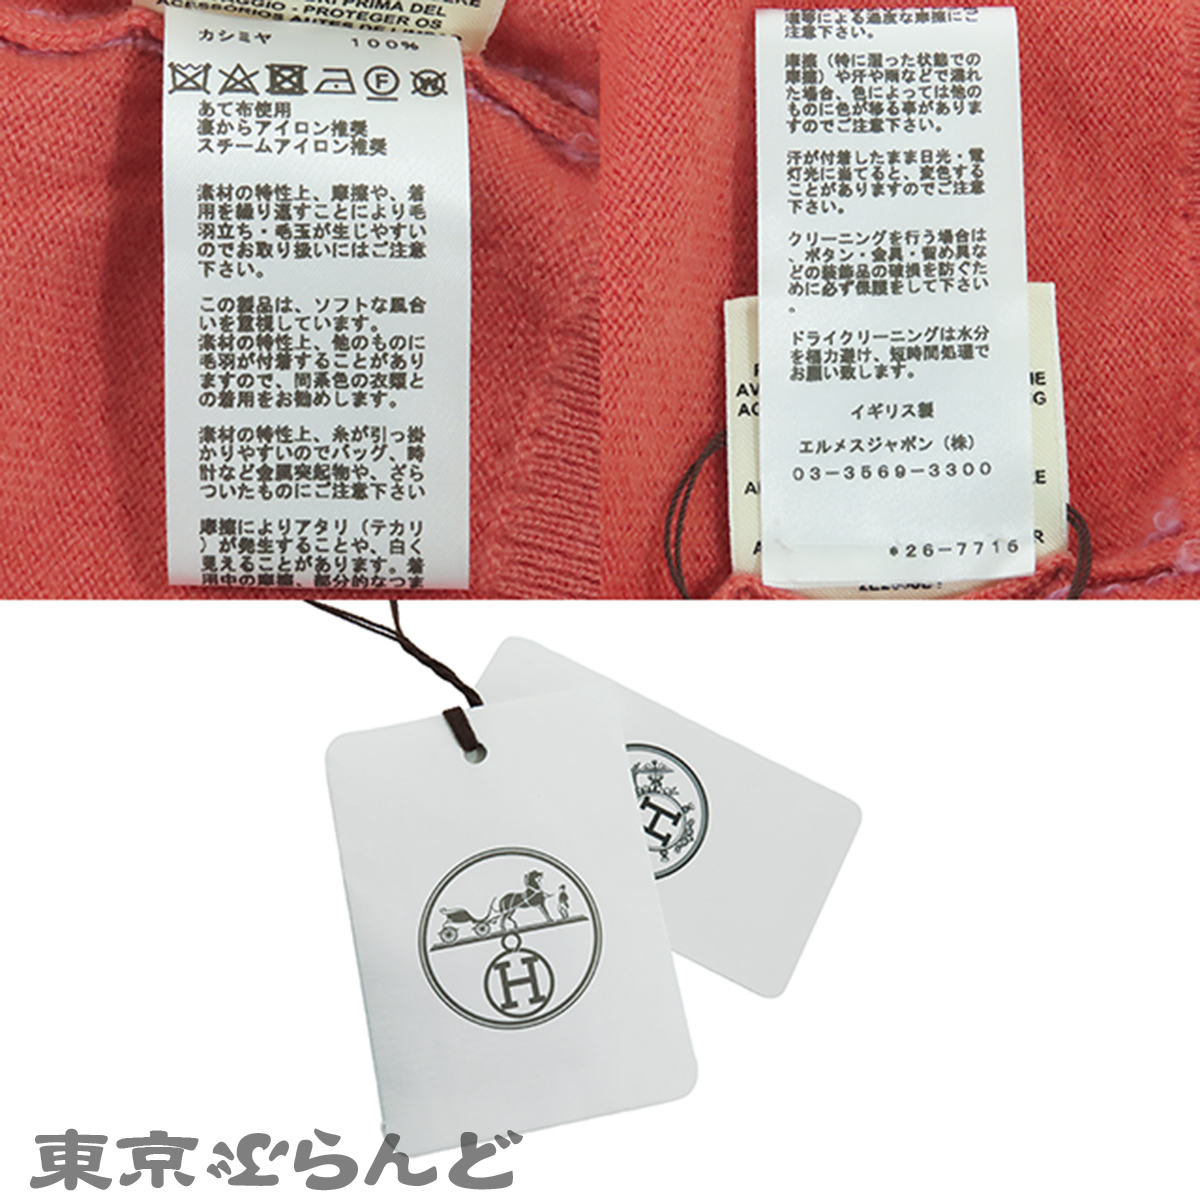 SKI PRIMA DEL
AGGIO - PROTEGER OS
カシミヤ 100%
あて布使用
裏からアイロン推奨
スチームアイロン推奨
素材の特性上、摩擦や、着
用を繰り返すことにより毛
羽立ち・毛玉が生じやすい
のでお取り扱いにはご注意
下さい。
この製品は、ソフトな風合
いを重視しています。
素材の特性上、他のものに
毛羽が付着することがあり
ますので、同系色の衣類と
の着用をお勧めします。
素材の特性上、糸が引っ掛
かりやすいのでバッグ、時
計など金属突起物や、ざら
ついたものにご注意下さい
摩擦によりアタリ(テカリ
)が発生することや、白く
見えることがあります。着
用中の摩擦、部分的なつま
擢等による過度な摩擦にご
注意下さい。
摩擦(特に湿った状態での
摩擦)や汗や雨などで濡れ
た場合、色によっては他の
ものに色が移る事がありま
すのでご注意下さい。
汗が付着したまま日光・電
灯光に当てると、変色する
ことがありますのでご注意
下さい。
クリーニングを行う場合は
、ボタン・金具・留め具な
どの装飾品の破損を防ぐた
めに必ず保護をして下さい
。
ドライクリーニングは水分
を極力避け、短時間処理で
お願い致します。
イギリス製
エルメスジャポン(株)
03-3569-3300
*26-7715
H
H
東京ぶらんど